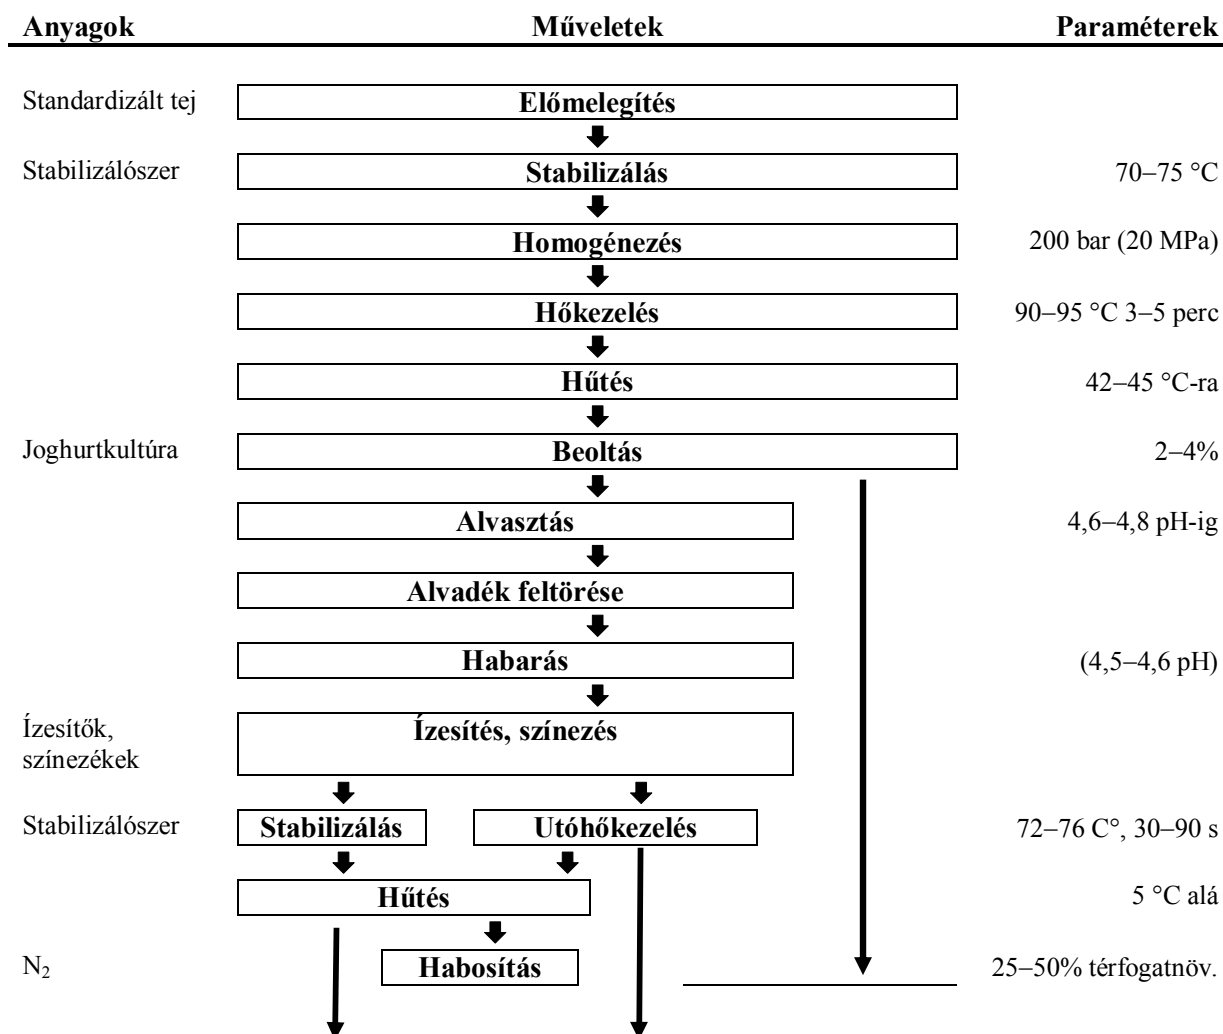 Anyagok Műveletek Paraméterek
Standardizált tej Előmelegítés
Stabilizálószer Stabilizálás 70–75 °C
Homogénezés 200 bar (20 MPa)
Hőkezelés 90–95 °C 3–5 perc
Hűtés 42–45 °C-ra
Joghurtkultúra Beoltás 2–4%
Alvasztás 4,6–4,8 pH-ig
Alvadék feltörése
Habarás (4,5–4,6 pH)
Ízesítők, Ízesítés, színezés
színezékek
Stabilizálószer Stabilizálás Utóhőkezelés 72–76 C°, 30–90 s
Hűtés 5 °C alá
N₂ Habosítás 25–50% térfogatnöv.